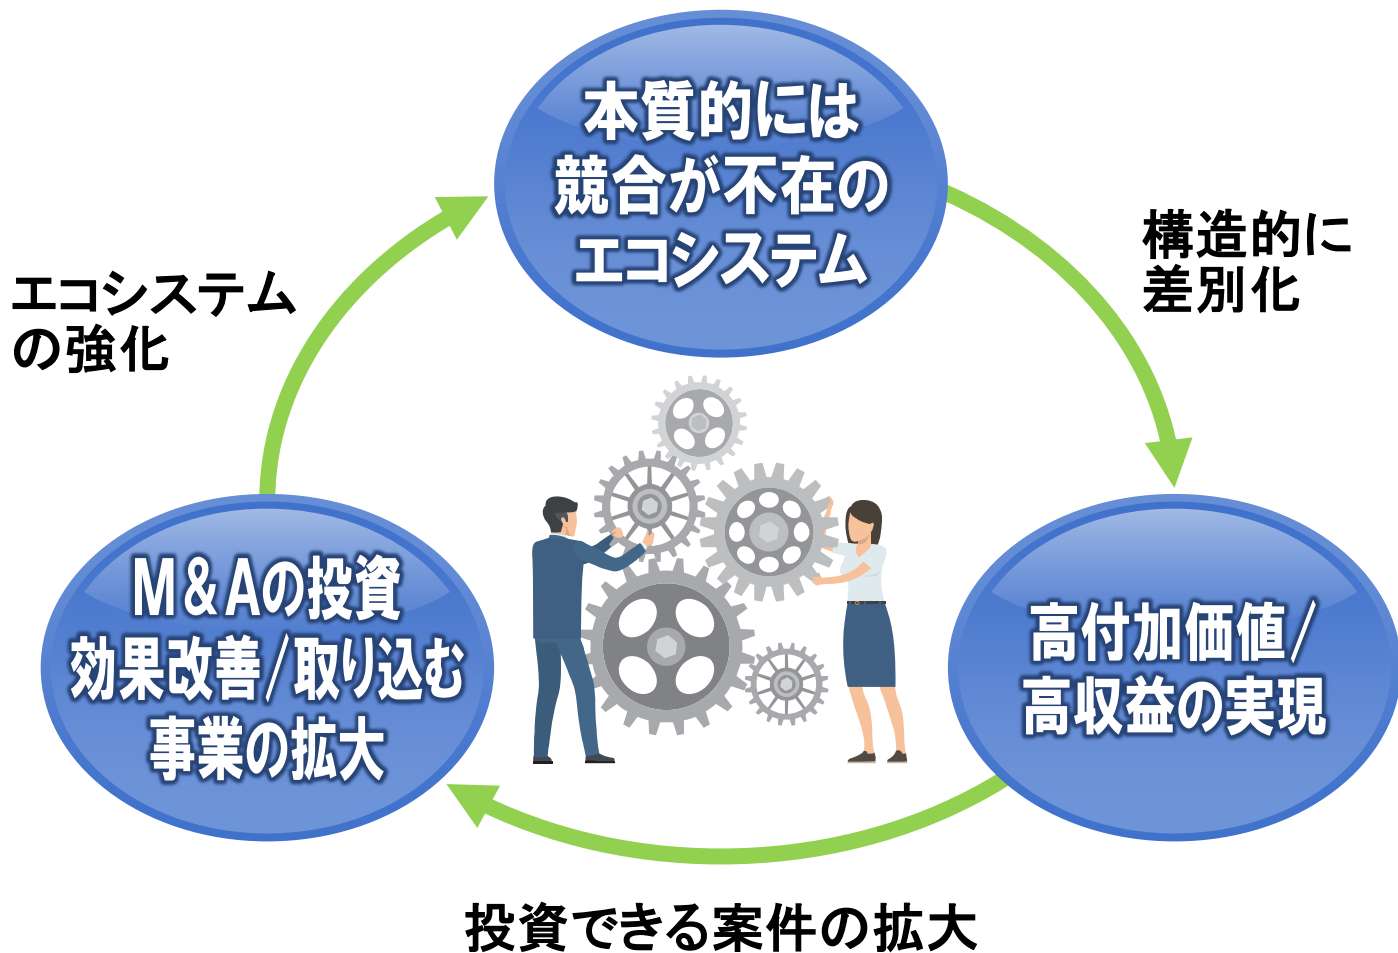 本質的には
競合が不在の
エコシステム
構造的に
差別化
高付加価値/
高収益の実現
投資できる案件の拡大
M&Aの投資
効果改善/取り込む
事業の拡大
エコシステム
の強化